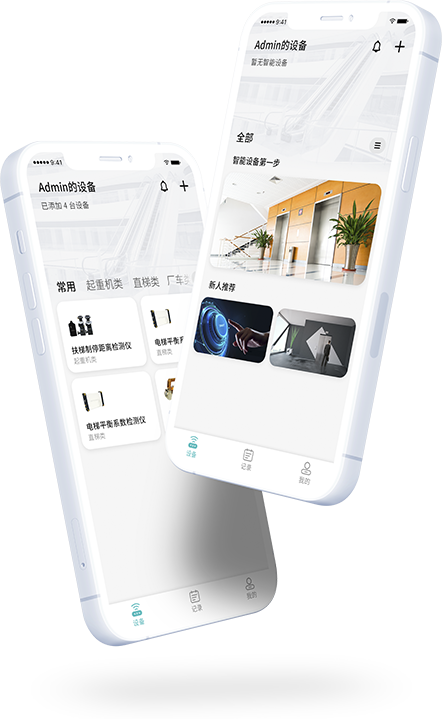 9:41
Admin的设备
暂无智能设备
全部
智能设备第一步
新人推荐
设备
记录
我的
9:41
Admin的设备
已添加 4 台设备
常用 起重机类 直梯类 厂车类
扶梯制停距离检测仪
起重机类
电梯平衡系
直梯类
电梯平衡系数检测仪
直梯类
设备
记录
我的